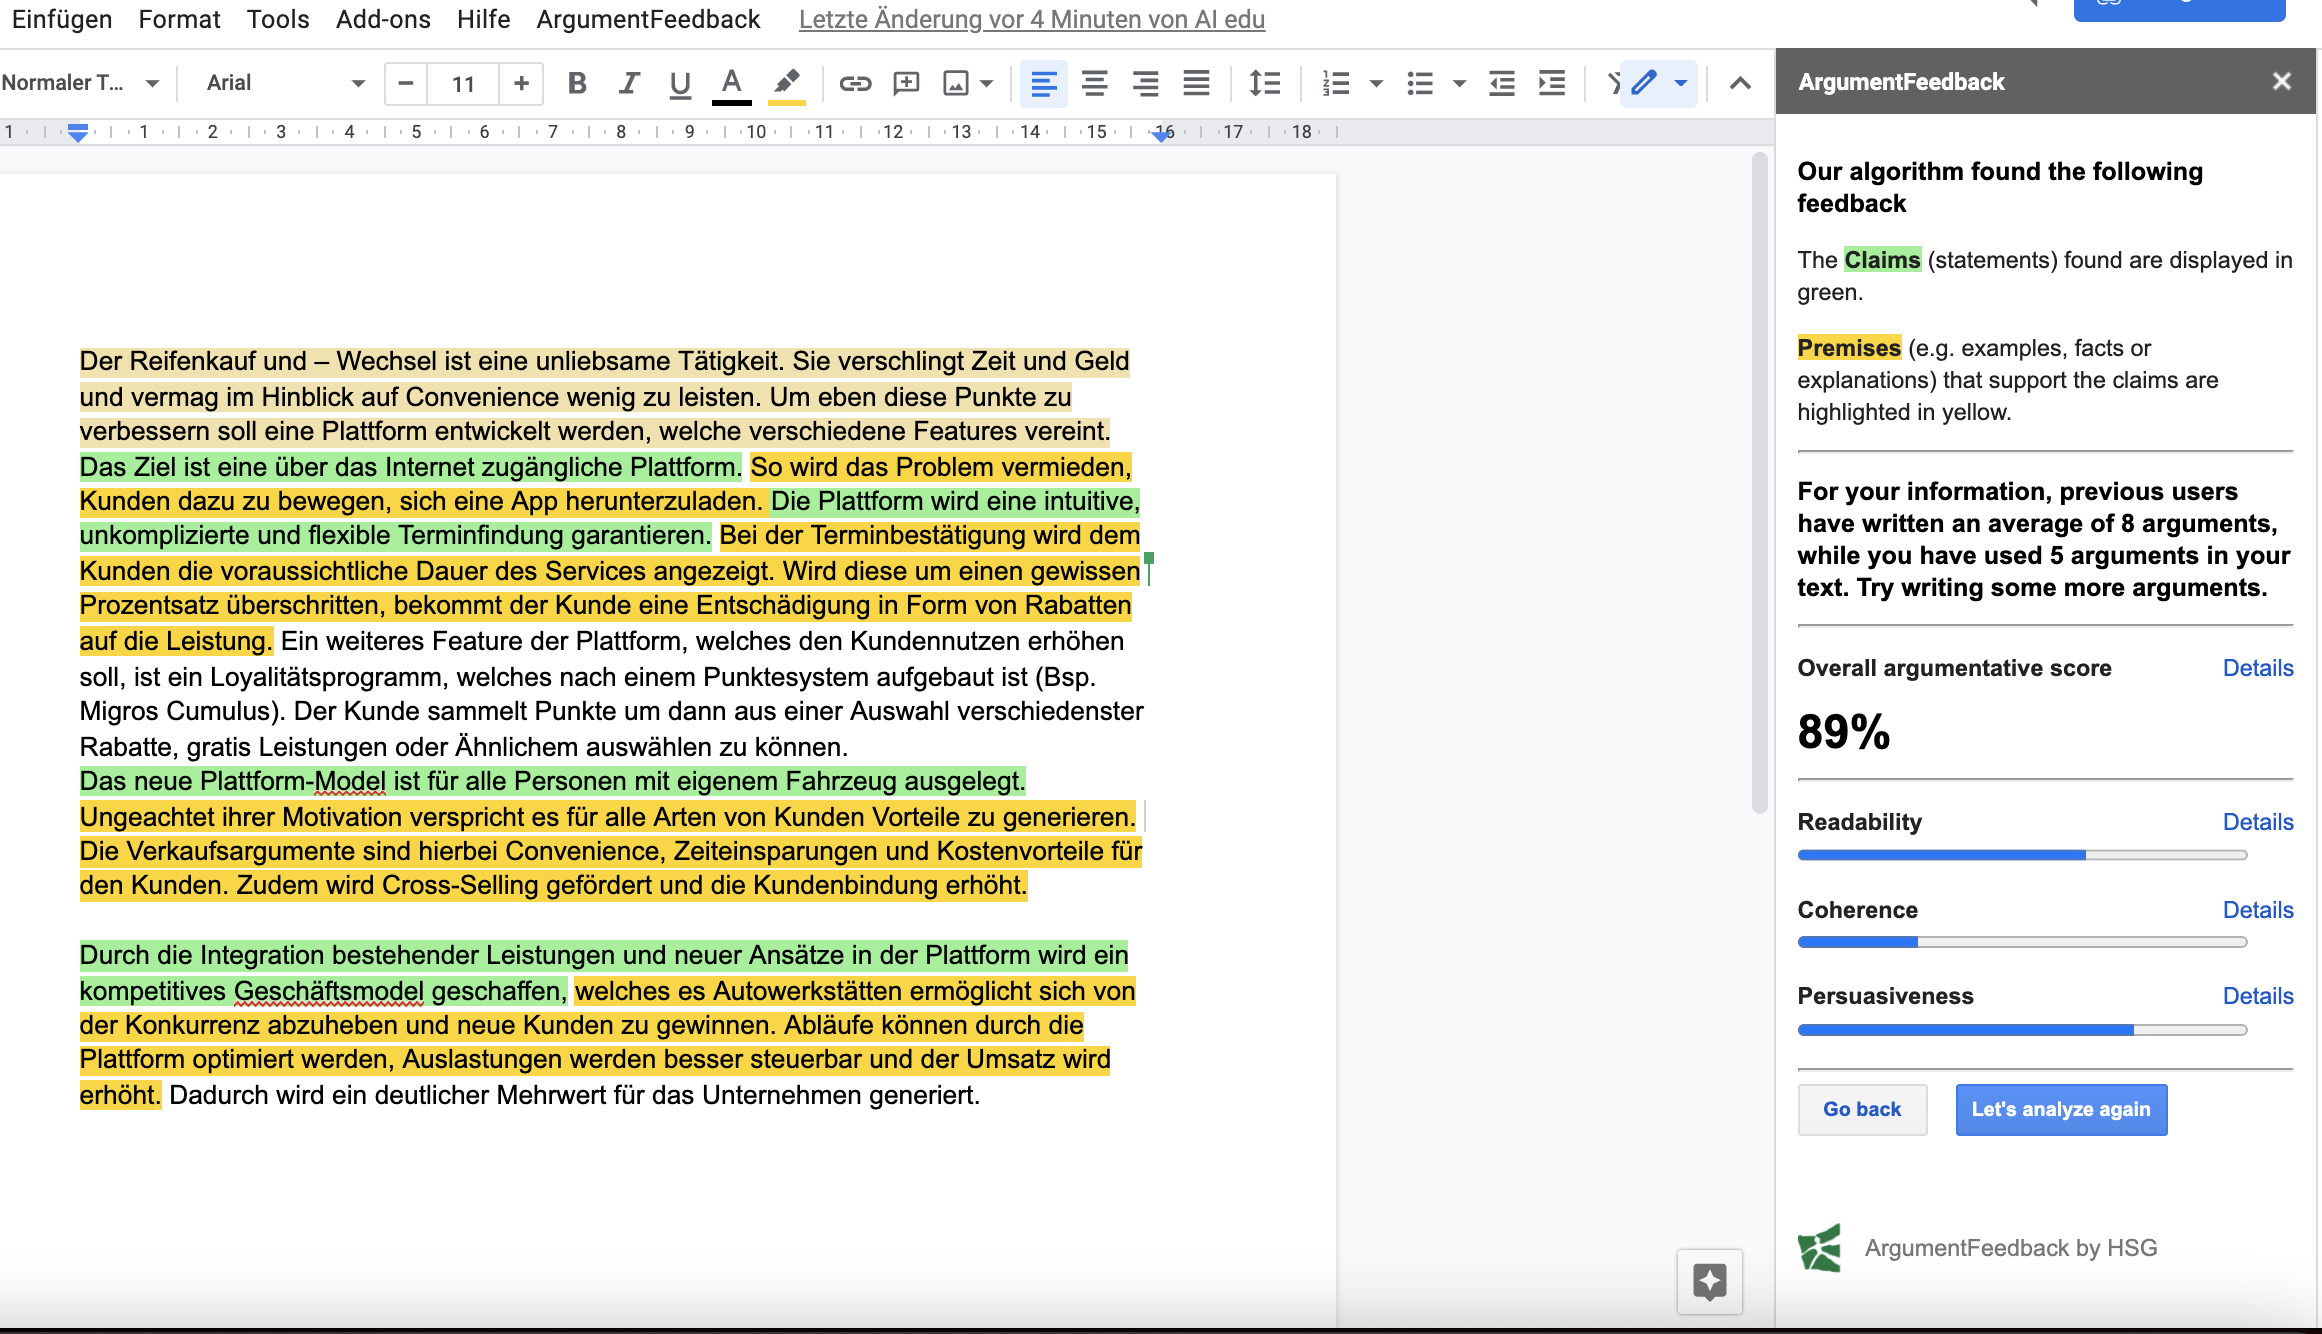 Einfügen Format Tools Add-ons Hilfe ArgumentFeedback Letzte Änderung vor 4 Minuten von AI edu
Normaler T... Arial − 11 + B I U A
1 1 2 3 4 5 6 7 8 9 10 11 12 13 14 15 16 17 18
Der Reifenkauf und – Wechsel ist eine unliebsame Tätigkeit. Sie verschlingt Zeit und Geld
und vermag im Hinblick auf Convenience wenig zu leisten. Um eben diese Punkte zu
verbessern soll eine Plattform entwickelt werden, welche verschiedene Features vereint.
Das Ziel ist eine über das Internet zugängliche Plattform. So wird das Problem vermieden,
Kunden dazu zu bewegen, sich eine App herunterzuladen. Die Plattform wird eine intuitive,
unkomplizierte und flexible Terminfindung garantieren. Bei der Terminbestätigung wird dem
Kunden die voraussichtliche Dauer des Services angezeigt. Wird diese um einen gewissen
Prozentsatz überschritten, bekommt der Kunde eine Entschädigung in Form von Rabatten
auf die Leistung. Ein weiteres Feature der Plattform, welches den Kundennutzen erhöhen
soll, ist ein Loyalitätsprogramm, welches nach einem Punktesystem aufgebaut ist (Bsp.
Migros Cumulus). Der Kunde sammelt Punkte um dann aus einer Auswahl verschiedenster
Rabatte, gratis Leistungen oder Ähnlichem auswählen zu können.
Das neue Plattform-Model ist für alle Personen mit eigenem Fahrzeug ausgelegt.
Ungeachtet ihrer Motivation verspricht es für alle Arten von Kunden Vorteile zu generieren.
Die Verkaufsargumente sind hierbei Convenience, Zeiteinsparungen und Kostenvorteile für
den Kunden. Zudem wird Cross-Selling gefördert und die Kundenbindung erhöht.
Durch die Integration bestehender Leistungen und neuer Ansätze in der Plattform wird ein
kompetitives Geschäftsmodel geschaffen, welches es Autowerkstätten ermöglicht sich von
der Konkurrenz abzuheben und neue Kunden zu gewinnen. Abläufe können durch die
Plattform optimiert werden, Auslastungen werden besser steuerbar und der Umsatz wird
erhöht. Dadurch wird ein deutlicher Mehrwert für das Unternehmen generiert.
ArgumentFeedback
Our algorithm found the following
feedback
The Claims (statements) found are displayed in
green.
Premises (e.g. examples, facts or
explanations) that support the claims are
highlighted in yellow.
For your information, previous users
have written an average of 8 arguments,
while you have used 5 arguments in your
text. Try writing some more arguments.
Overall argumentative score Details
89%
Readability Details
Coherence Details
Persuasiveness Details
Go back Let's analyze again
ArgumentFeedback by HSG